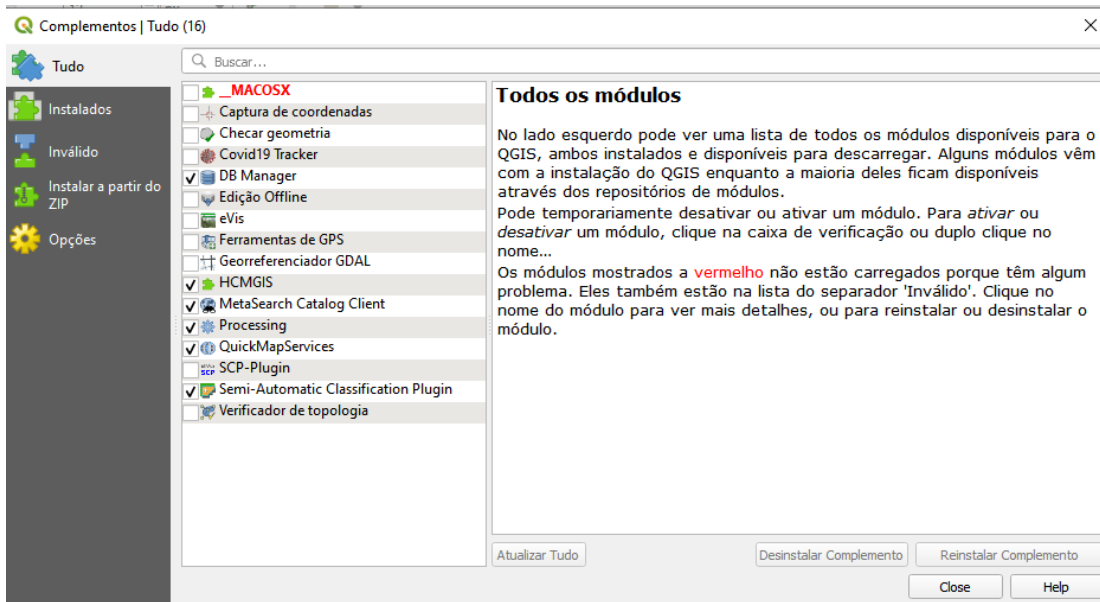 Complementos | Tudo (16)
Tudo
Instalados
Inválido
Instalar a partir do
ZIP
Opções
Buscar...
__MACOSX
Captura de coordenadas
Checar geometria
Covid19 Tracker
DB Manager
Edição Offline
eVis
Ferramentas de GPS
Georreferenciador GDAL
HCMGIS
MetaSearch Catalog Client
Processing
QuickMapServices
SCP SCP-Plugin
Semi-Automatic Classification Plugin
Verificador de topologia
Todos os módulos
No lado esquerdo pode ver uma lista de todos os módulos disponíveis para o
QGIS, ambos instalados e disponíveis para descarregar. Alguns módulos vêm
com a instalação do QGIS enquanto a maioria deles ficam disponíveis
através dos repositórios de módulos.
Pode temporariamente desativar ou ativar um módulo. Para ativar ou
desativar um módulo, clique na caixa de verificação ou duplo clique no
nome...
Os módulos mostrados a vermelho não estão carregados porque têm algum
problema. Eles também estão na lista do separador 'Inválido'. Clique no
nome do módulo para ver mais detalhes, ou para reinstalar ou desinstalar o
módulo.
Atualizar Tudo
Desinstalar Complemento
Reinstalar Complemento
Close
Help